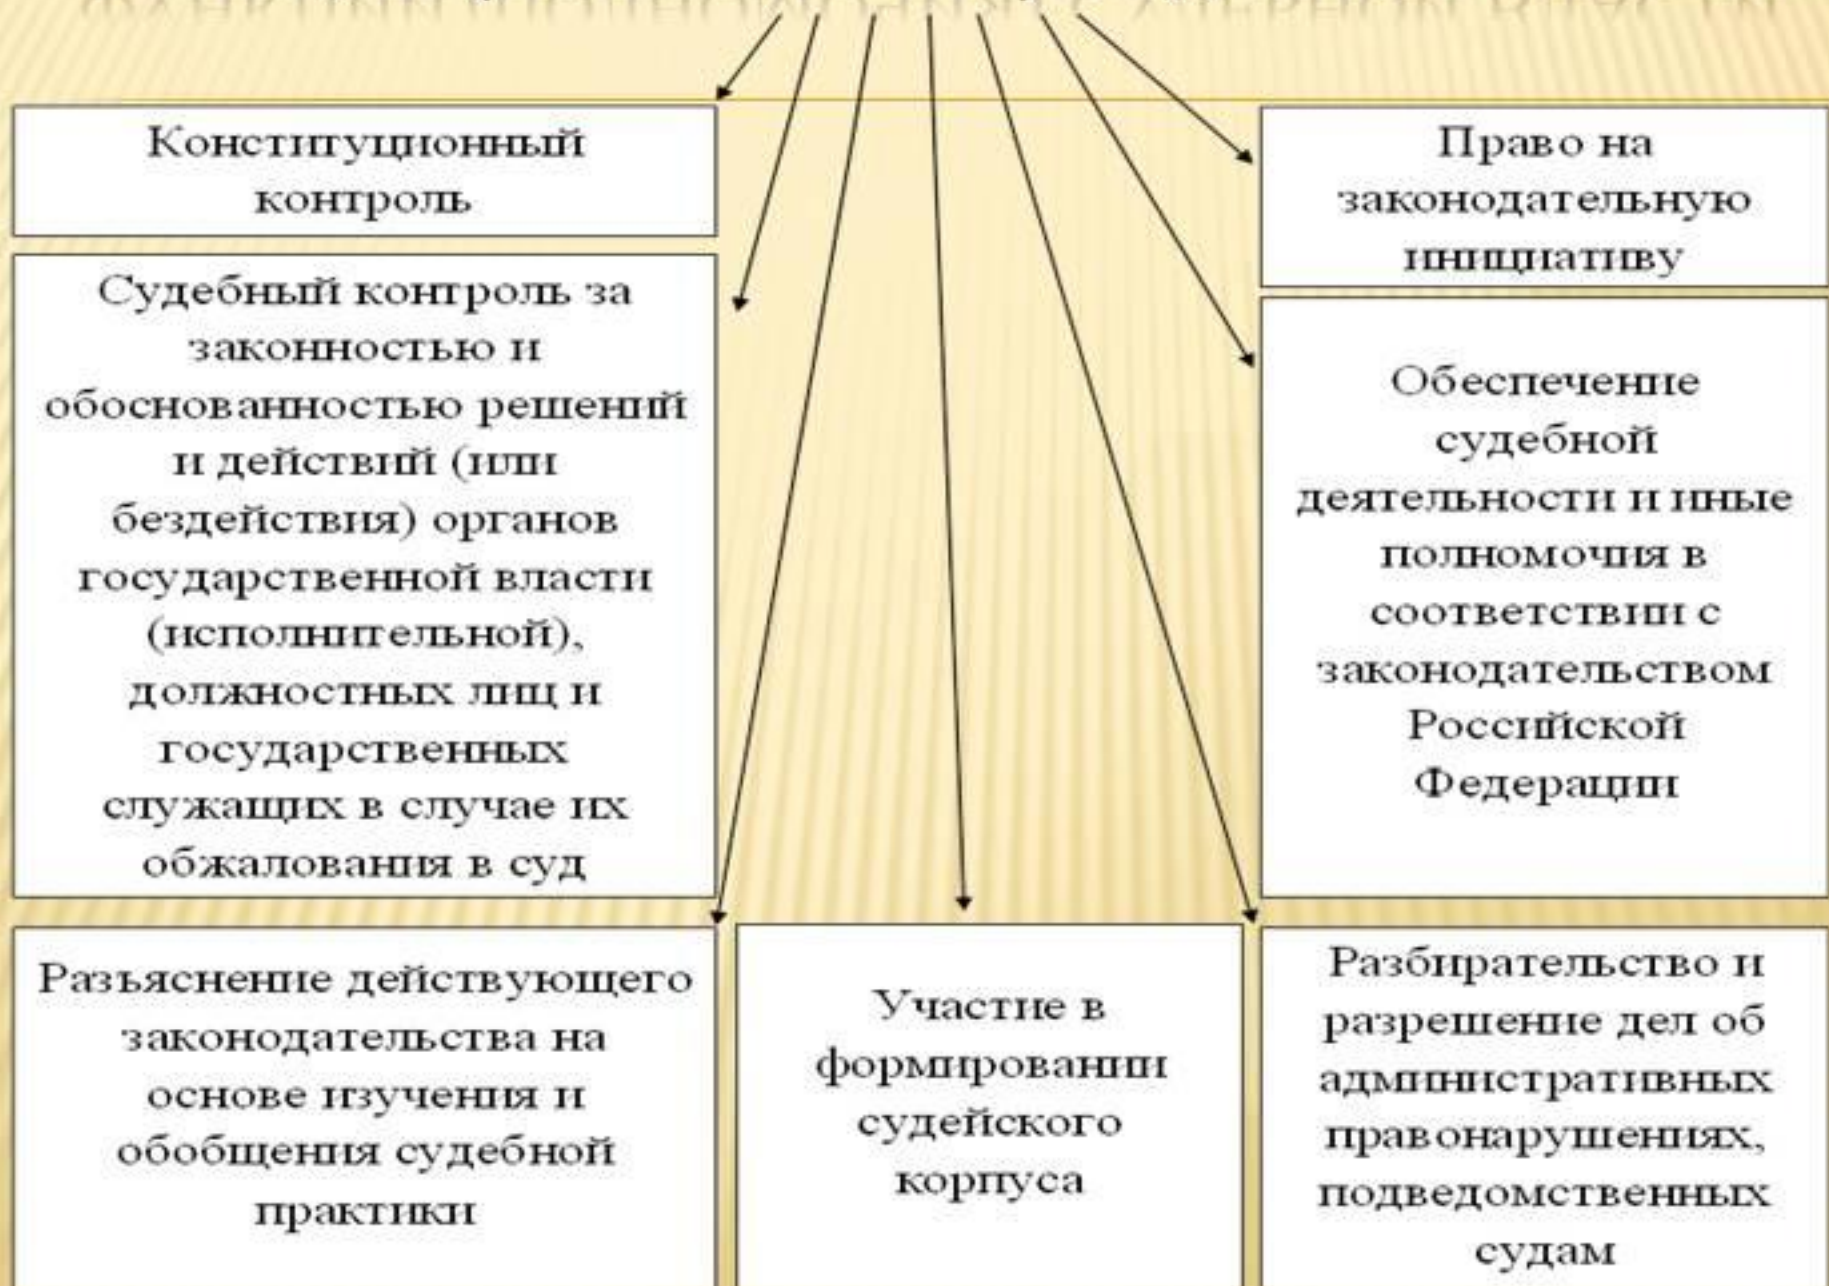 Конституционный
контроль
Право на
законодательную
инициативу
Судебный контроль за
законностью и
обоснованностью решений
и действий (или
бездействия) органов
государственной власти
(исполнительной),
должностных лиц и
государственных
служащих в случае их
обжалования в суд
Обеспечение
судебной
деятельности и иные
полномочия в
соответствии с
законодательством
Российской
Федерации
Разъяснение действующего
законодательства на
основе изучения и
обобщения судебной
практики
Участие в
формировании
судейского
корпуса
Разбирательство и
разрешение дел об
административных
правонарушениях,
подведомственных
судам